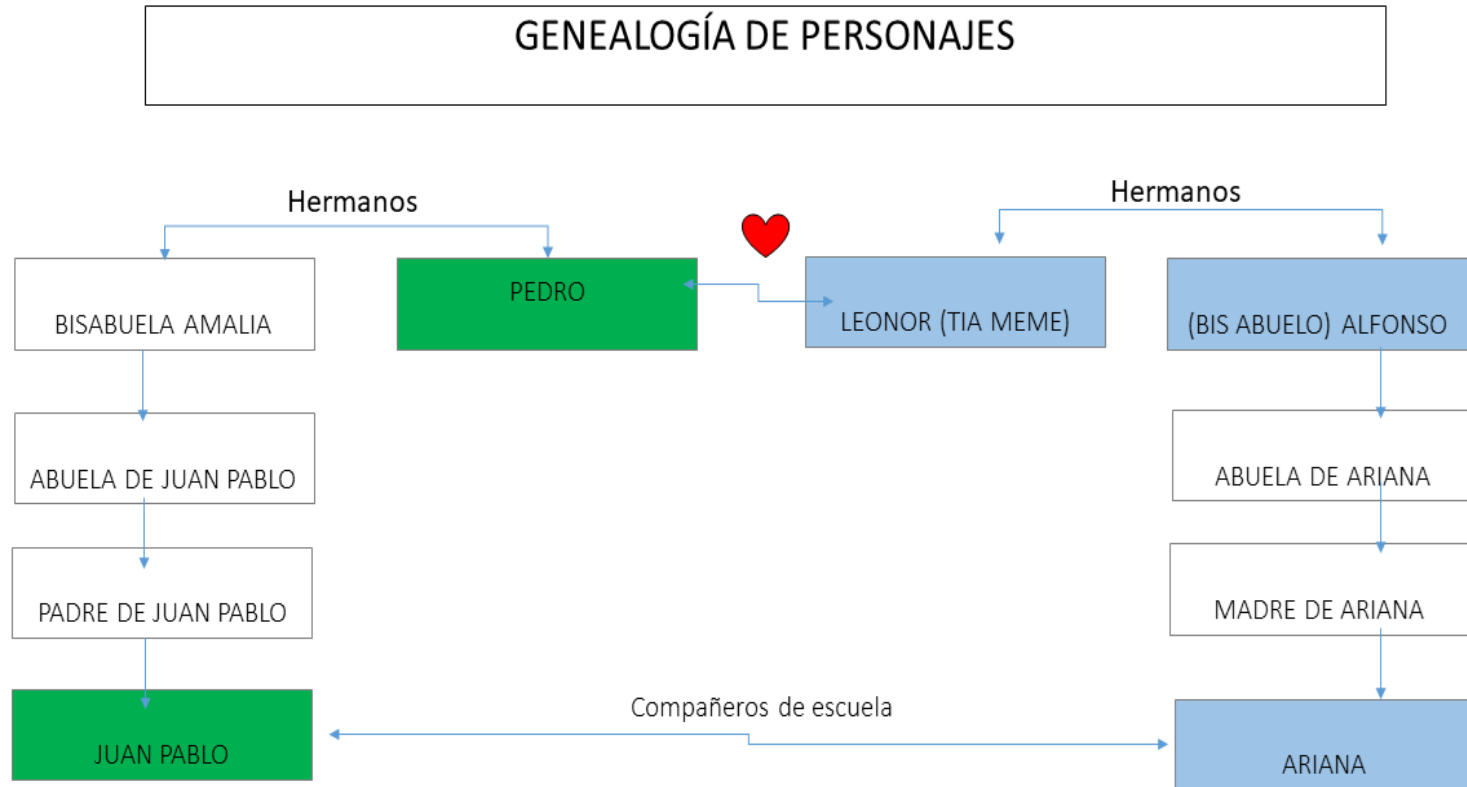 GENEALOGÍA DE PERSONAJES
Hermanos
Hermanos
BISABUELA AMALIA
PEDRO
LEONOR (TIA MEME)
(BIS ABUELO) ALFONSO
ABUELA DE JUAN PABLO
ABUELA DE ARIANA
PADRE DE JUAN PABLO
MADRE DE ARIANA
Compañeros de escuela
JUAN PABLO
ARIANA